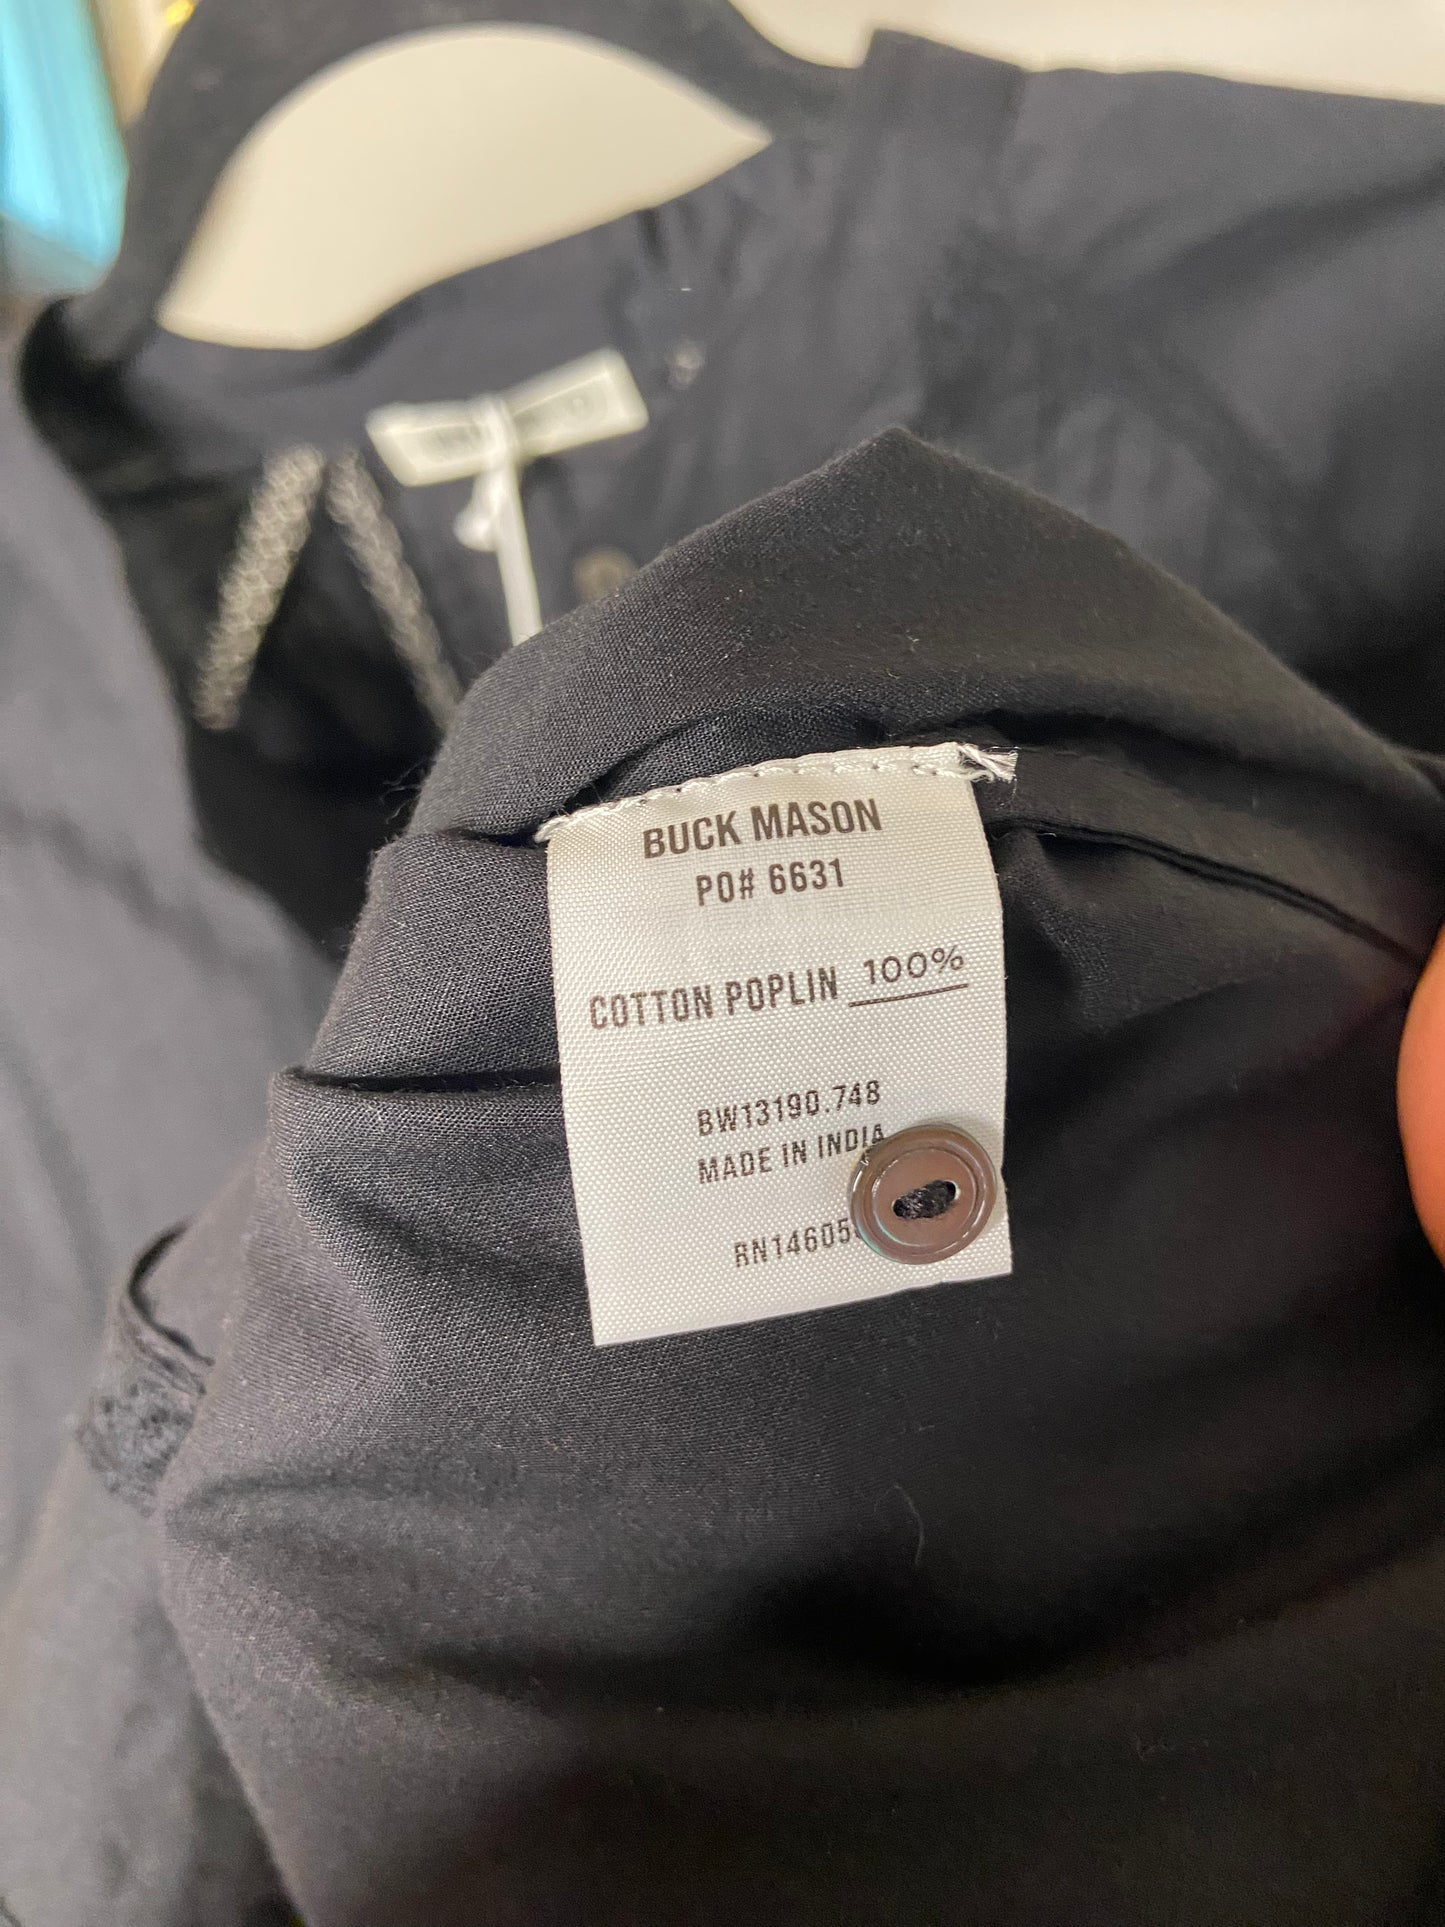 BUCK MASON
PO# 6631
COTTON POPLIN 100%
BW13190.748
MADE IN INDIA